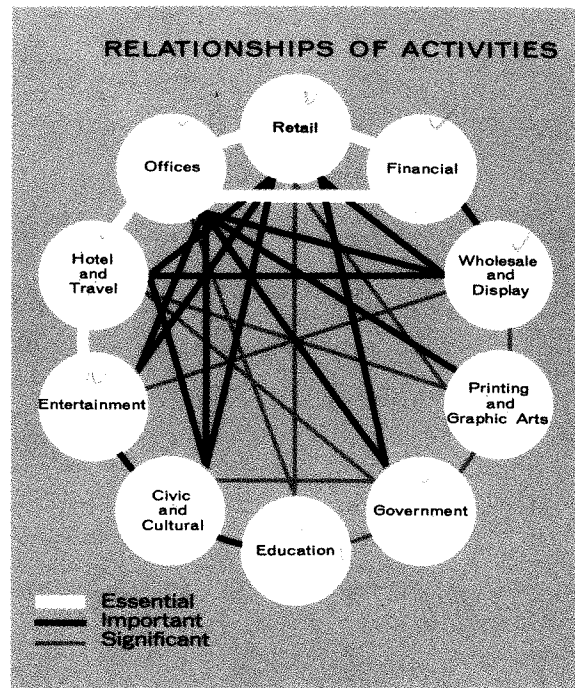 RELATIONSHIPS OF ACTIVITIES
Retail
Offices
Financial
Hotel
and
Travel
Wholesale
and
Display
Entertainment
Printing
and
Graphic Arts
Civic
and
Cultural
Government
Education
Essential
Important
Significant